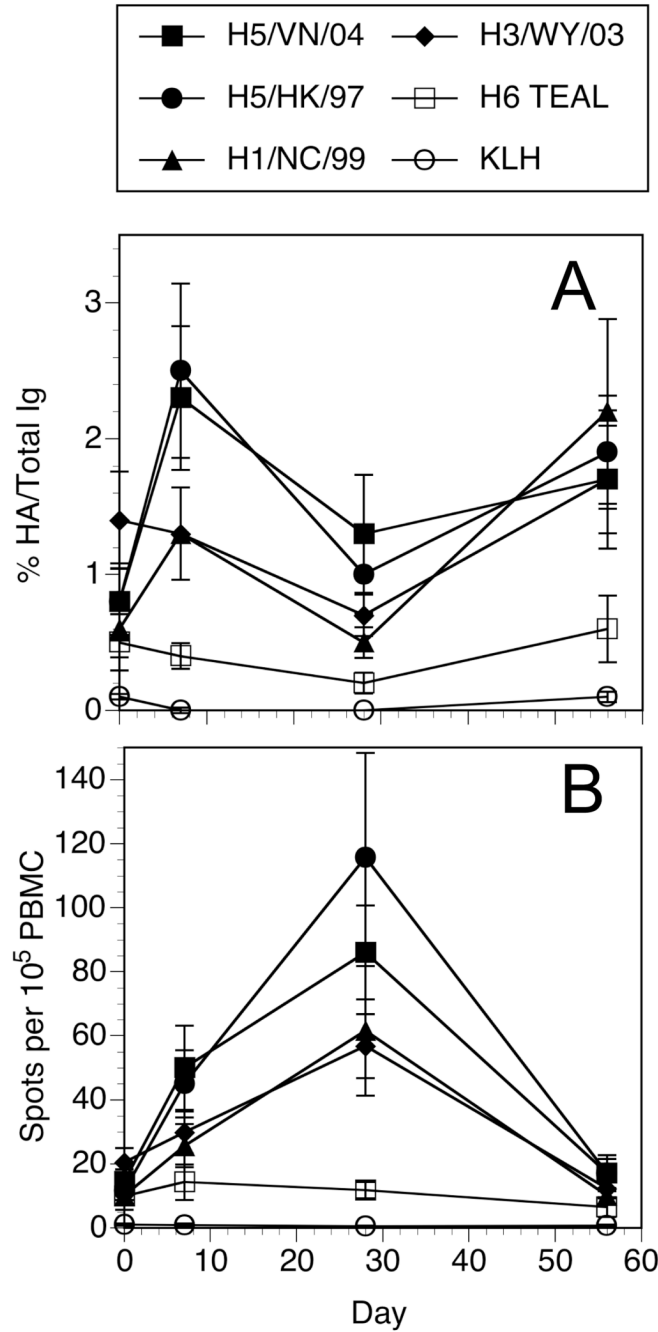 H5/VN/04 H3/WY/03
H5/HK/97 H6 TEAL
H1/NC/99 KLH
A
3
2
1
0
% HA/Total Ig
B
140
120
100
80
60
40
20
0
Spots per 10⁵ PBMC
0 10 20 30 40 50 60
Day